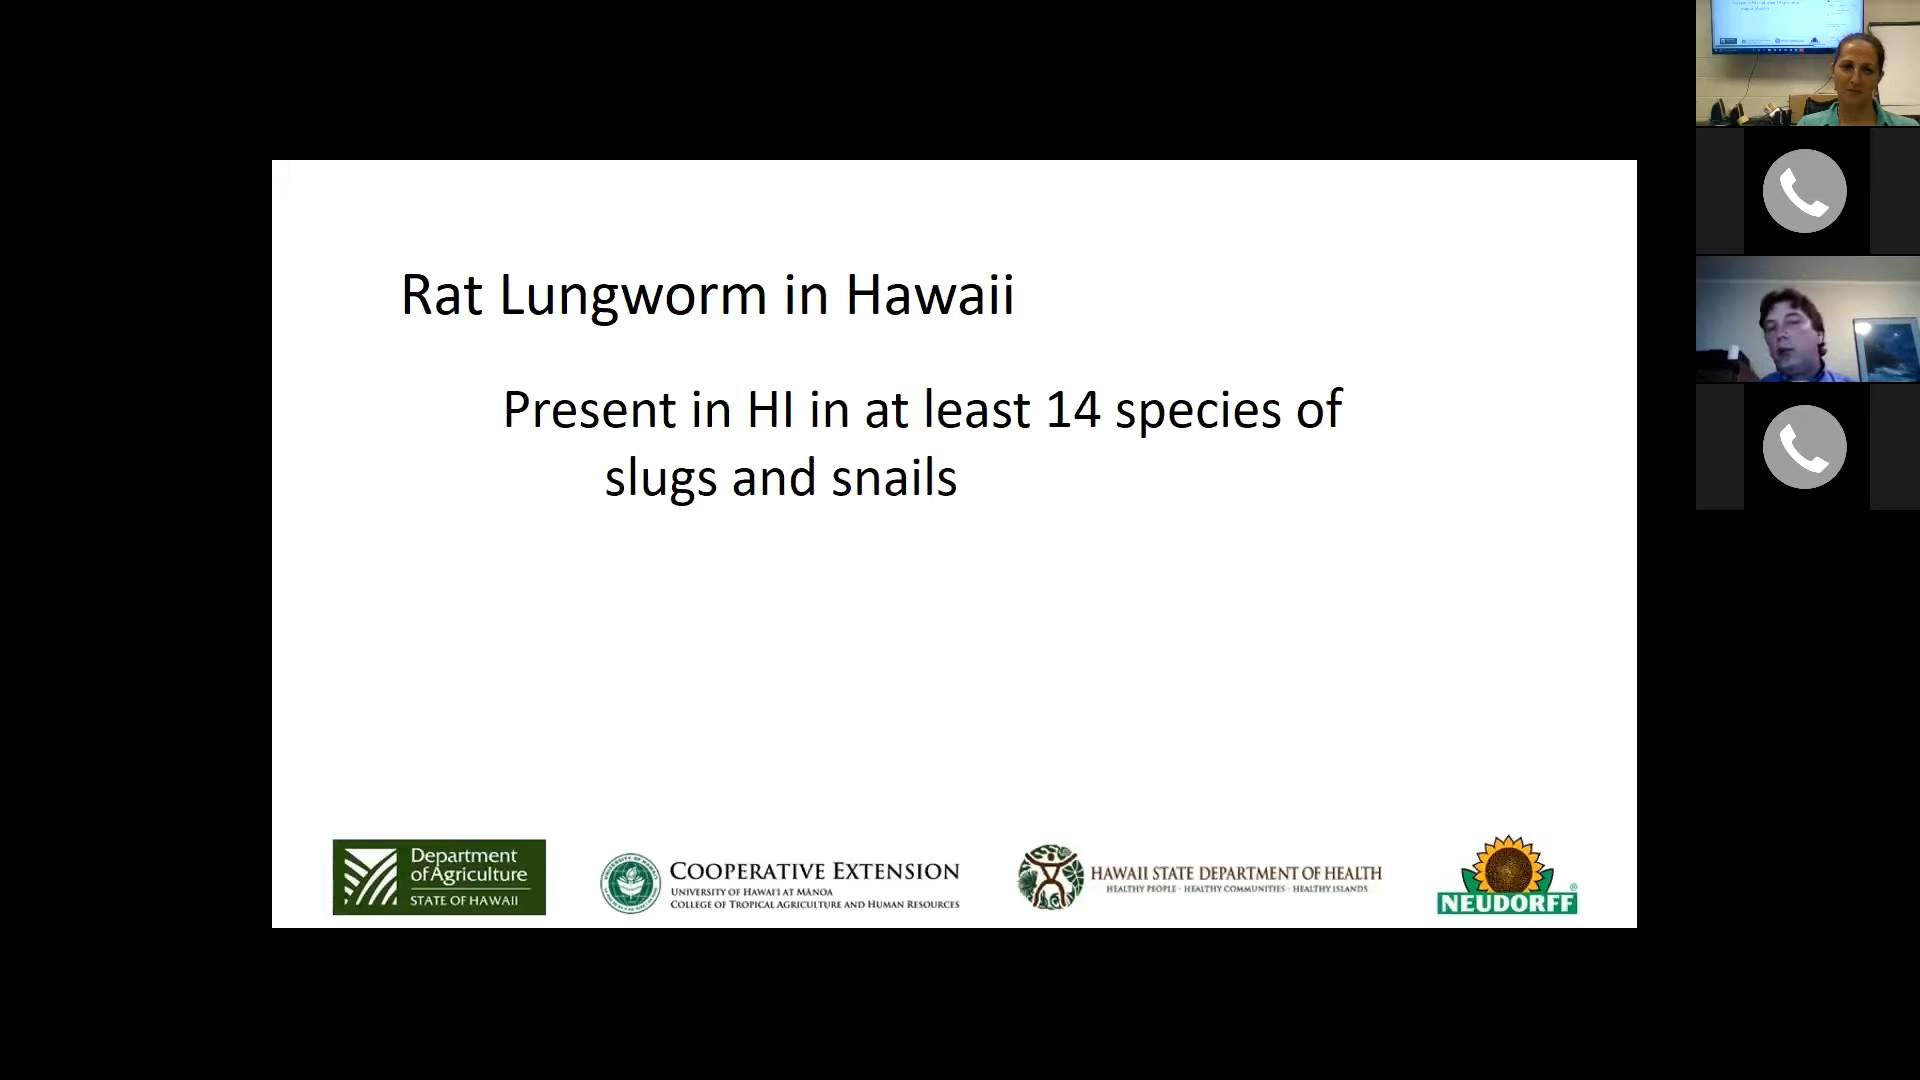 Rat Lungworm in Hawaii
Present in HI in at least 14 species of
slugs and snails
Department
of Agriculture
STATE OF HAWAII
COOPERATIVE EXTENSION
UNIVERSITY OF HAWAI'I AT MĀNOA
COLLEGE OF TROPICAL AGRICULTURE AND HUMAN RESOURCES
HAWAII STATE DEPARTMENT OF HEALTH
HEALTHY PEOPLE - HEALTHY COMMUNITIES - HEALTHY ISLANDS
NEUDORFF®